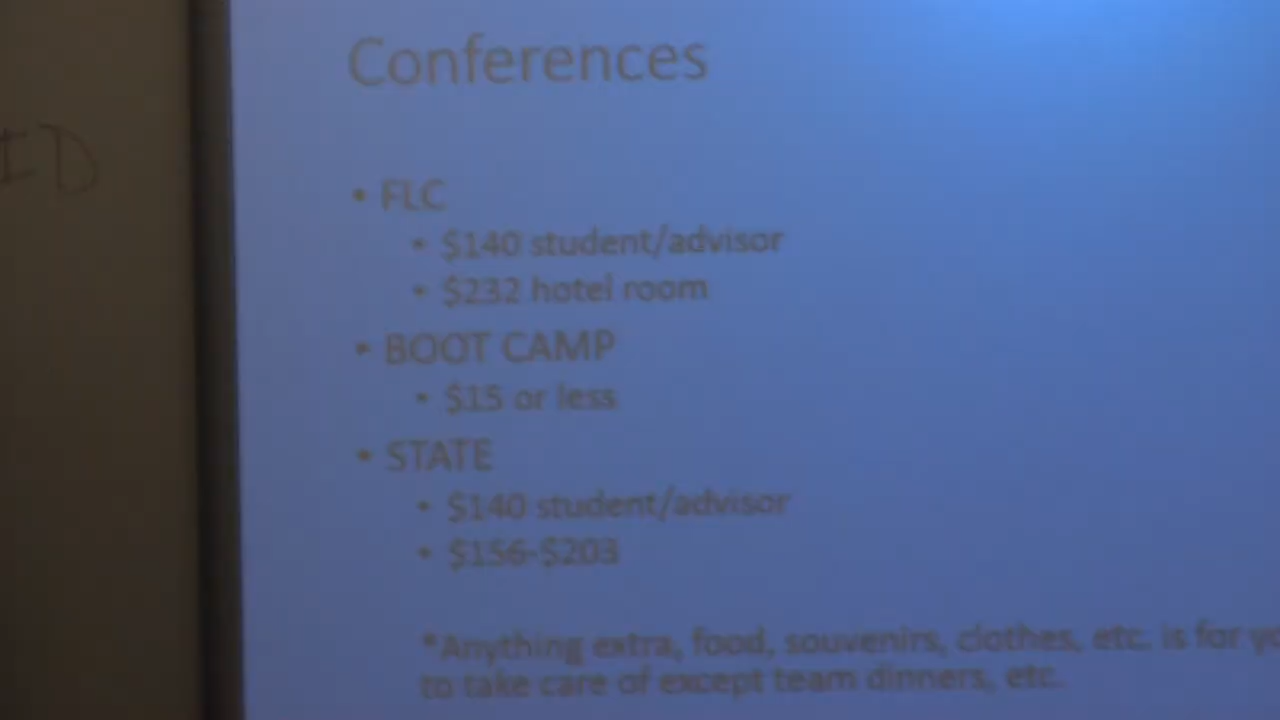 Conferences
ID
• FLC
• $140 student/advisor
• $232 hotel room
• BOOT CAMP
• $15 or less
• STATE
• $140 student/advisor
• $156-$203
*Anything extra, food, souvenirs, clothes, etc. is for
to take care of except team dinners, etc.